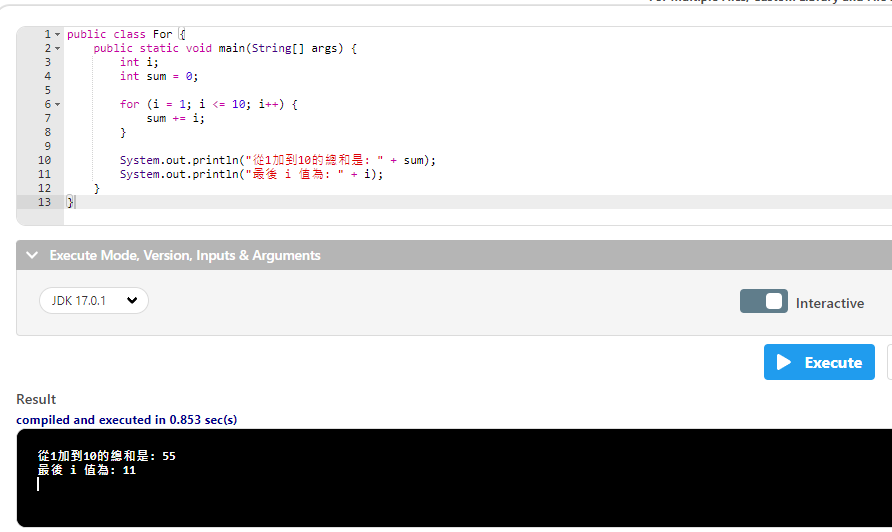 1 public class For {
2 public static void main(String[] args) {
3 int i;
4 int sum = 0;
5
6 for (i = 1; i <= 10; i++) {
7 sum += i;
8 }
9
10 System.out.println("從1加到10的總和是: " + sum);
11 System.out.println("最後 i 值為: " + i);
12 }
13 }
Execute Mode, Version, Inputs & Arguments
JDK 17.0.1
Interactive
Execute
Result
compiled and executed in 0.853 sec(s)
從1加到10的總和是: 55
最後 i 值為: 11